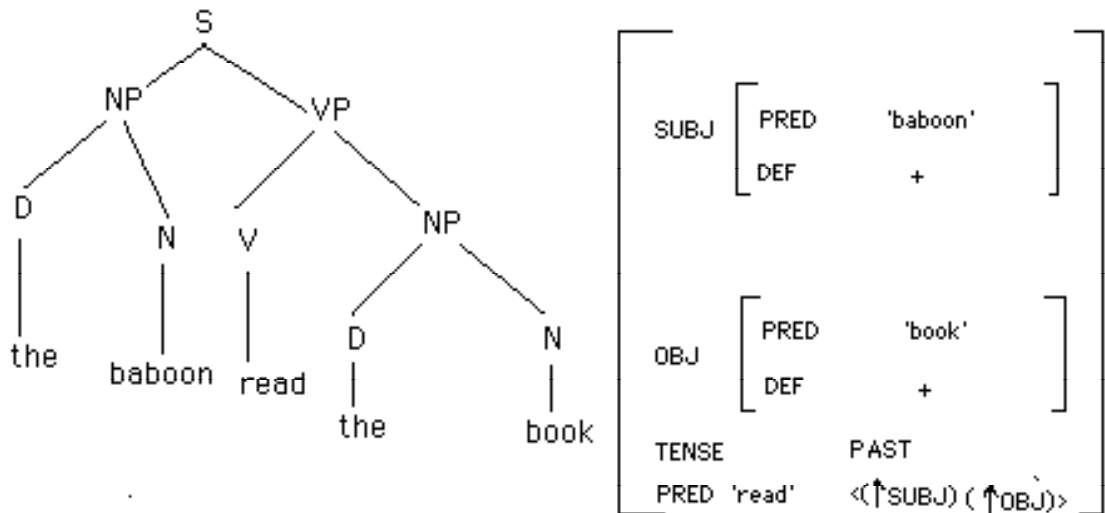 S
NP VP
D N V NP
the baboon read D N
the book
SUBJ PRED 'baboon'
DEF +
OBJ PRED 'book'
DEF +
TENSE PAST
PRED 'read' <(↑SUBJ) (↑OBJ)>